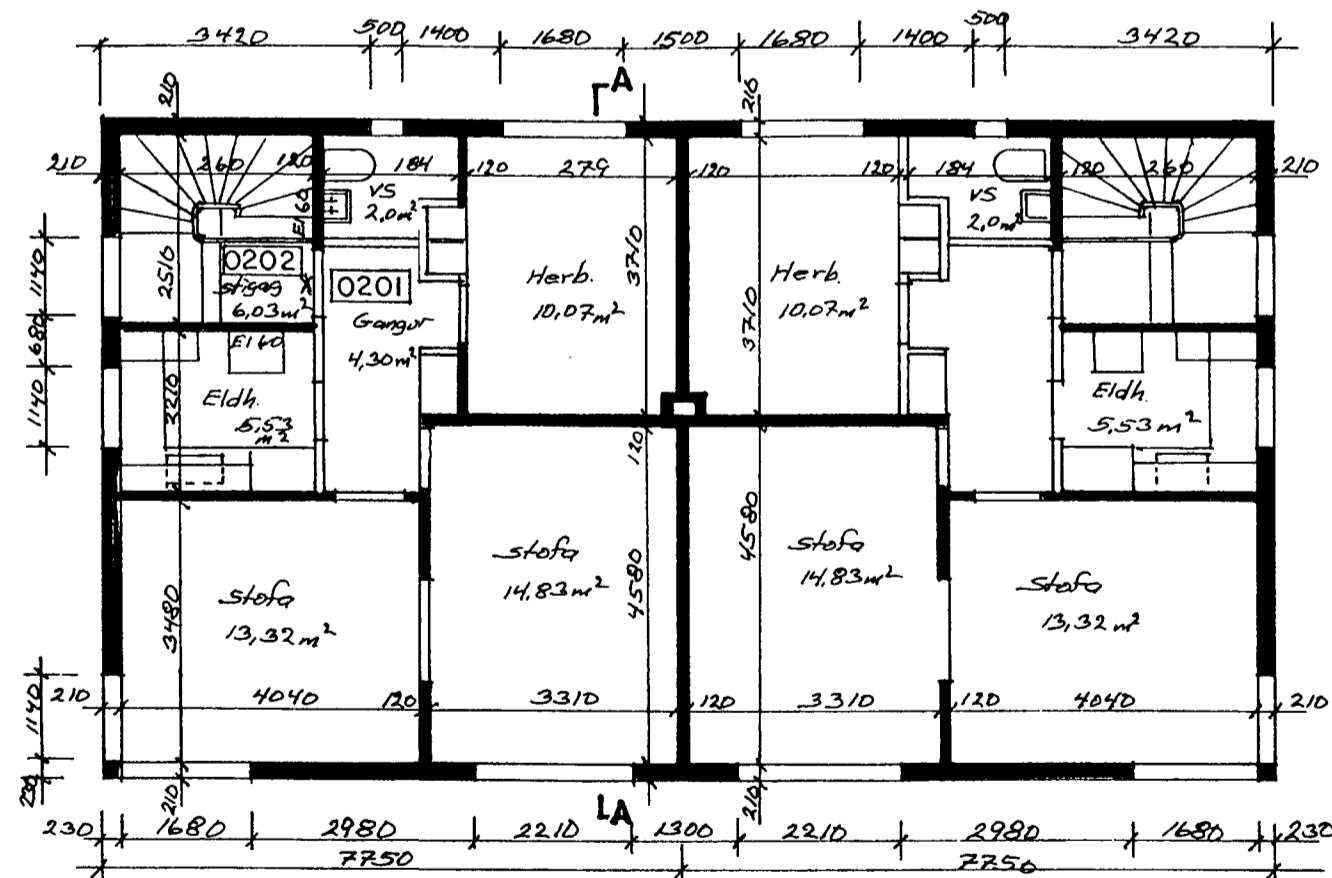 3420 500 1400 1680 1500 1680 1400 500 3420
A
210 210
210 260 120 184 120 279 120 120 184 120 260 210
VS
2,0m²
VS
2,0m²
EI60
1140 2510 3710 3710
0202
stigag X
6,03m²
0201
Gangur
4,30m²
Herb.
10,07m²
Herb.
10,07m²
680
EI60
1140 2210
Eldh.
5,53
m²
Eldh.
5,53m²
120
3480 4580 4580
stofa
13,32m²
stofa
14,83m²
stofa
14,83m²
stofa
13,32m²
1140 210 4040 120 3310 120 3310 120 4040 210
230 210 210
A
230 1680 2980 2210 1300 2210 2980 1680 230
7750 7750